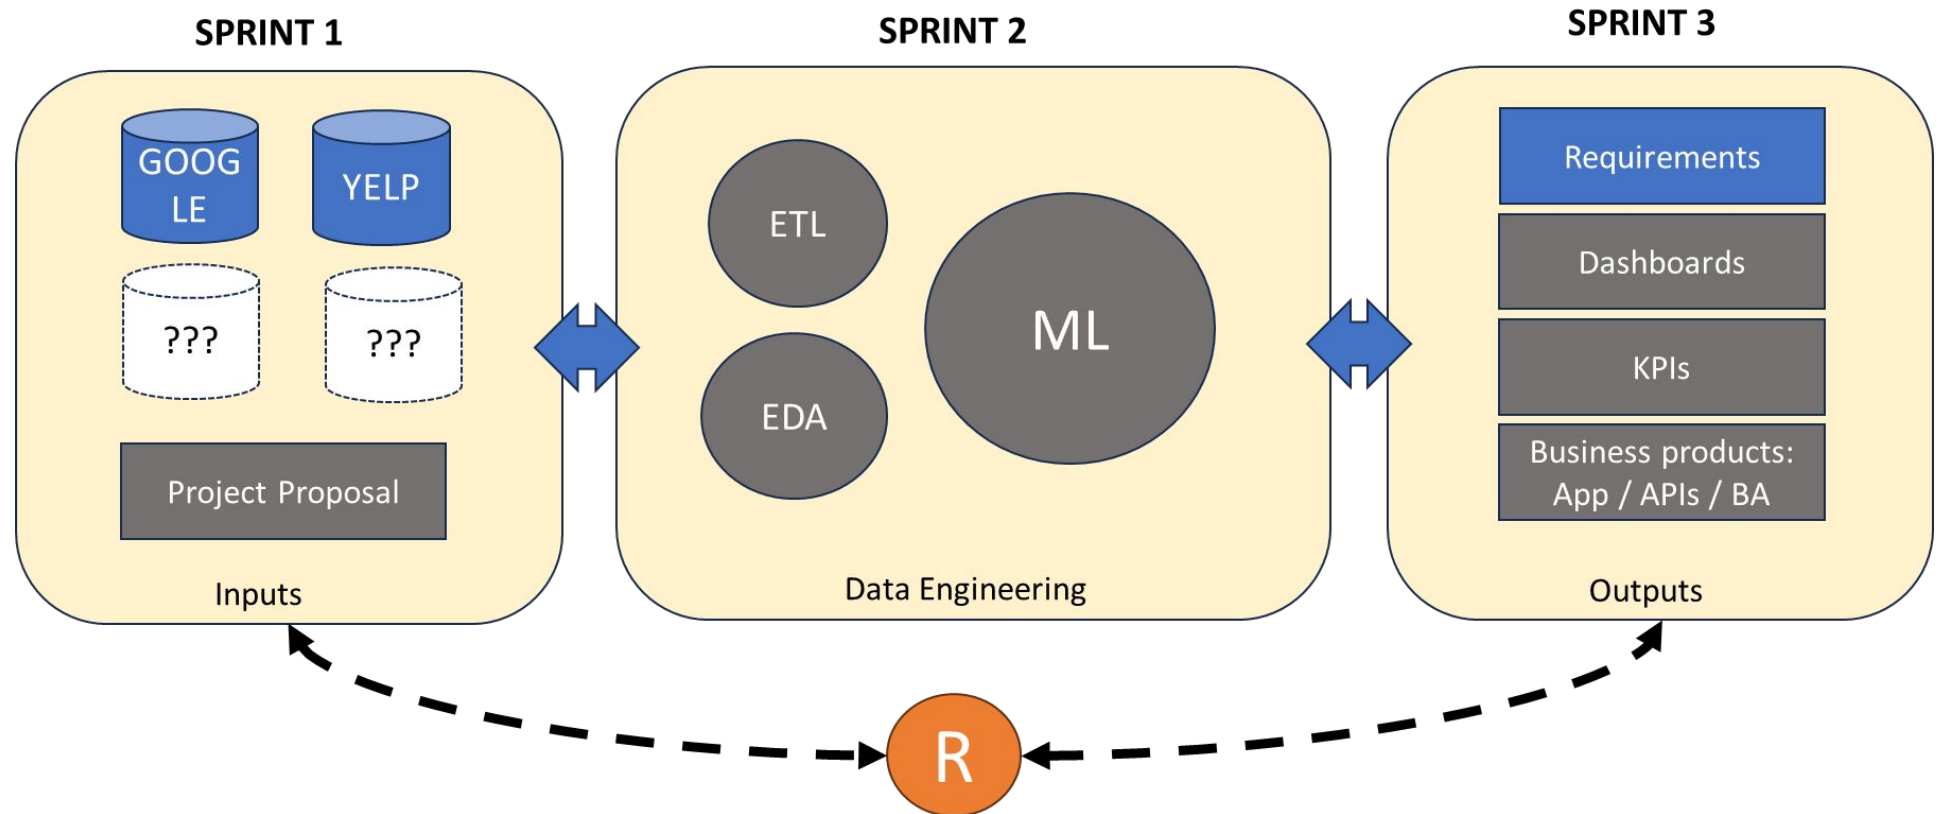 SPRINT 1
GOOG
LE
YELP
???
???
Project Proposal
Inputs
SPRINT 2
ETL
EDA
ML
Data Engineering
SPRINT 3
Requirements
Dashboards
KPIs
Business products:
App / APIs / BA
Outputs
R